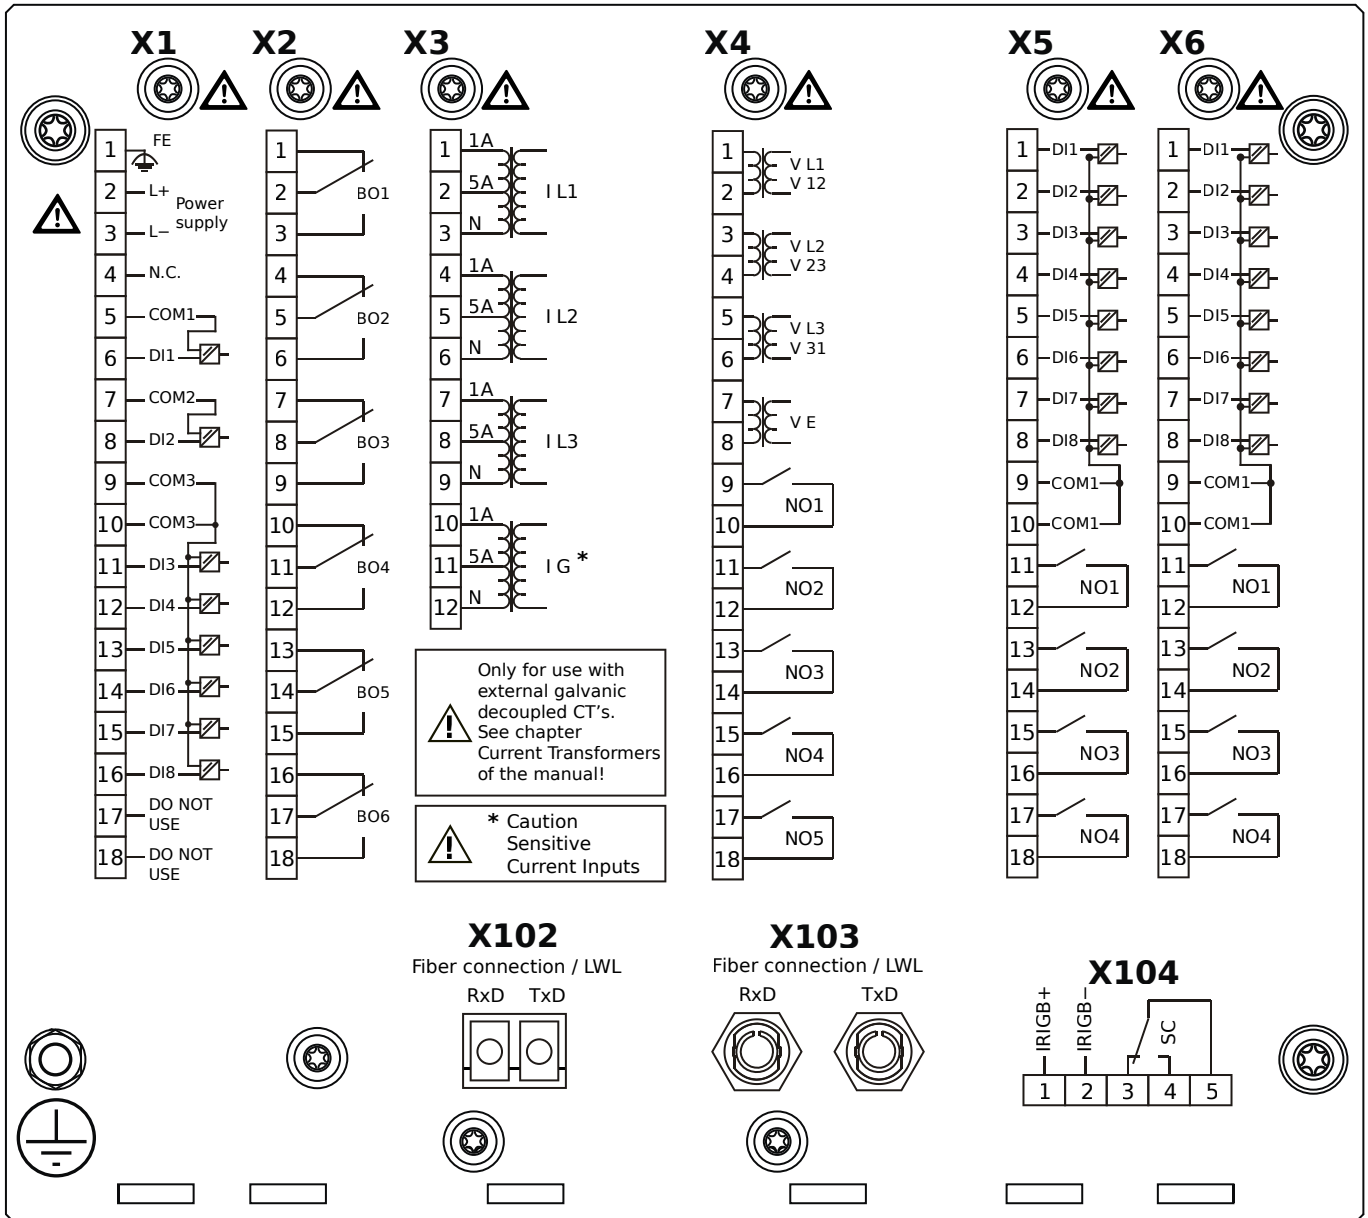 X1
X2
X3
X4
X5
X6
1
FE
2
L+
Power
supply
3
L−
4
N.C.
5
COM1
6
DI1
7
COM2
8
DI2
9
COM3
10
COM3
11
DI3
12
DI4
13
DI5
14
DI6
15
DI7
16
DI8
17
DO NOT
USE
18
DO NOT
USE
1
2
BO1
3
4
5
BO2
6
7
8
BO3
9
10
11
BO4
12
13
14
BO5
15
16
17
BO6
18
1
1A
2
5A
I L1
3
N
4
1A
5
5A
I L2
6
N
7
1A
8
5A
I L3
9
N
10
1A
11
5A
I G *
12
N
Only for use with
external galvanic
decoupled CT's.
See chapter
Current Transformers
of the manual!
* Caution
Sensitive
Current Inputs
1
V L1
V 12
2
3
V L2
V 23
4
5
V L3
V 31
6
7
V E
8
9
NO1
10
11
NO2
12
13
NO3
14
15
NO4
16
17
NO5
18
1
DI1
2
DI2
3
DI3
4
DI4
5
DI5
6
DI6
7
DI7
8
DI8
9
COM1
10
COM1
11
NO1
12
13
NO2
14
15
NO3
16
17
NO4
18
1
DI1
2
DI2
3
DI3
4
DI4
5
DI5
6
DI6
7
DI7
8
DI8
9
COM1
10
COM1
11
NO1
12
13
NO2
14
15
NO3
16
17
NO4
18
X102
Fiber connection / LWL
RxD TxD
X103
Fiber connection / LWL
RxD TxD
X104
IRIGB+
IRIGB−
SC
1 2 3 4 5